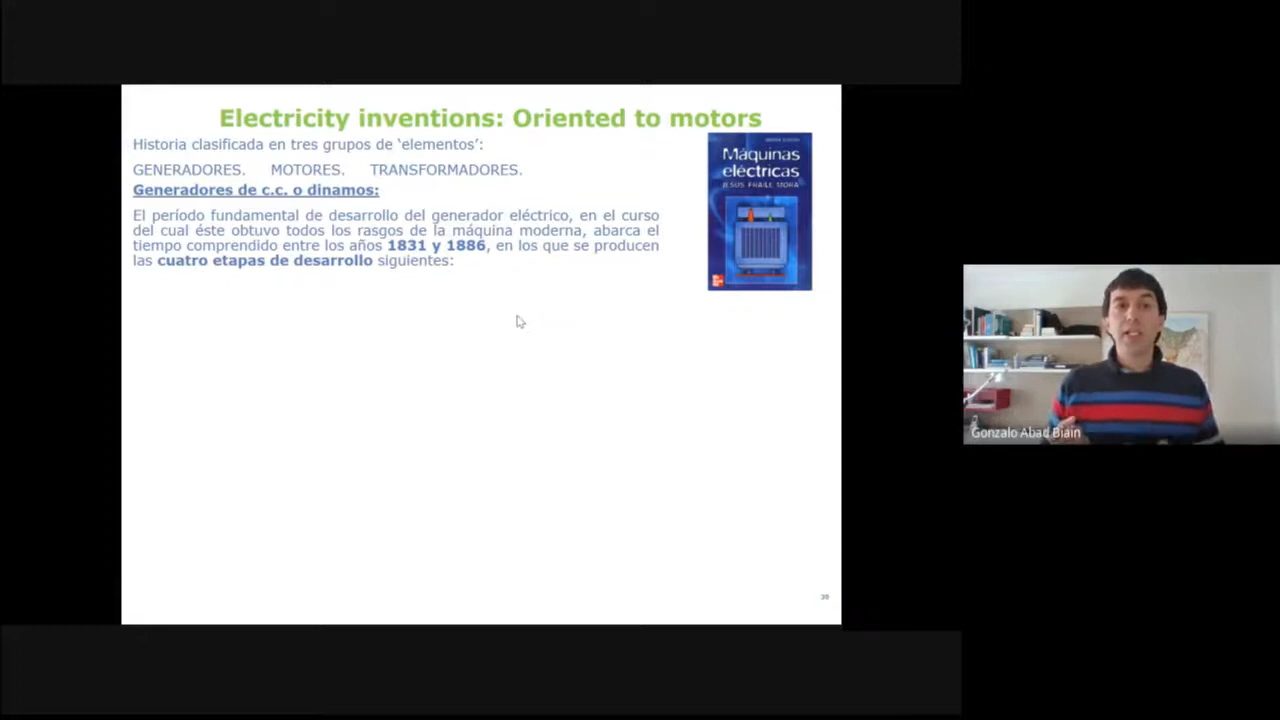 Electricity inventions: Oriented to motors
Historia clasificada en tres grupos de ‘elementos’:
GENERADORES. MOTORES. TRANSFORMADORES.
Generadores de c.c. o dinamos:
El período fundamental de desarrollo del generador eléctrico, en el curso
del cual éste obtuvo todos los rasgos de la máquina moderna, abarca el
tiempo comprendido entre los años 1831 y 1886, en los que se producen
las cuatro etapas de desarrollo siguientes:
Máquinas
eléctricas
JESÚS FRAILE MORA
Gonzalo Abad Biain
39